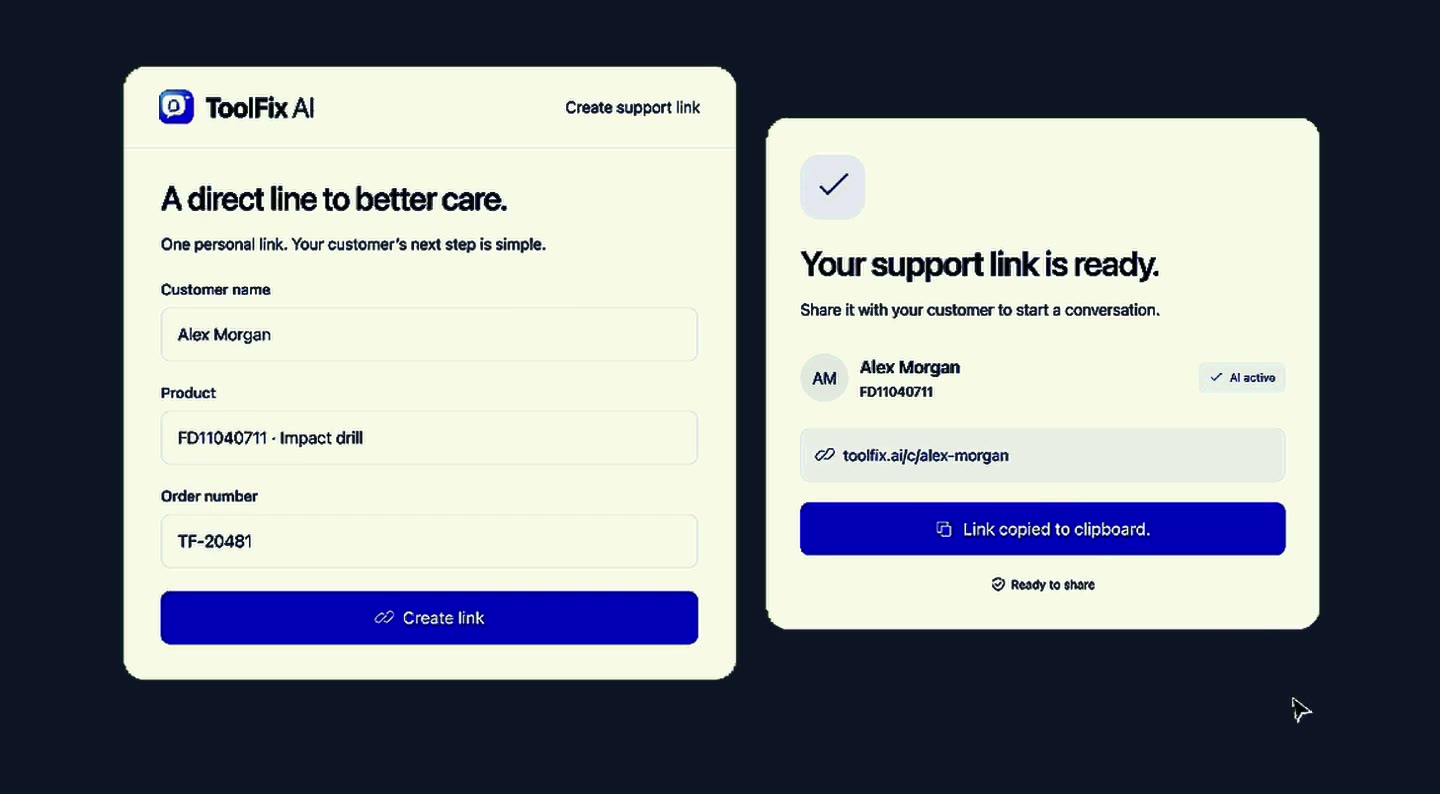 ToolFix AI
Create support link
A direct line to better care.
One personal link. Your customer's next step is simple.
Customer name
Alex Morgan
Product
FD11040711 · Impact drill
Order number
TF-20481
Create link
Your support link is ready.
Share it with your customer to start a conversation.
AM
Alex Morgan
FD11040711
AI active
toolfix.ai/c/alex-morgan
Link copied to clipboard.
Ready to share